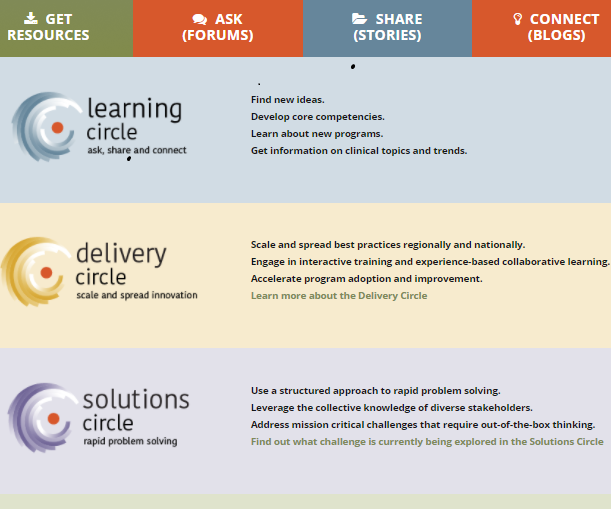 GET
RESOURCES
ASK
(FORUMS)
SHARE
(STORIES)
CONNECT
(BLOGS)
learning
circle
ask, share and connect
Find new ideas.
Develop core competencies.
Learn about new programs.
Get information on clinical topics and trends.
delivery
circle
scale and spread innovation
Scale and spread best practices regionally and nationally.
Engage in interactive training and experience-based collaborative learning.
Accelerate program adoption and improvement.
Learn more about the Delivery Circle
solutions
circle
rapid problem solving
Use a structured approach to rapid problem solving.
Leverage the collective knowledge of diverse stakeholders.
Address mission critical challenges that require out-of-the-box thinking.
Find out what challenge is currently being explored in the Solutions Circle